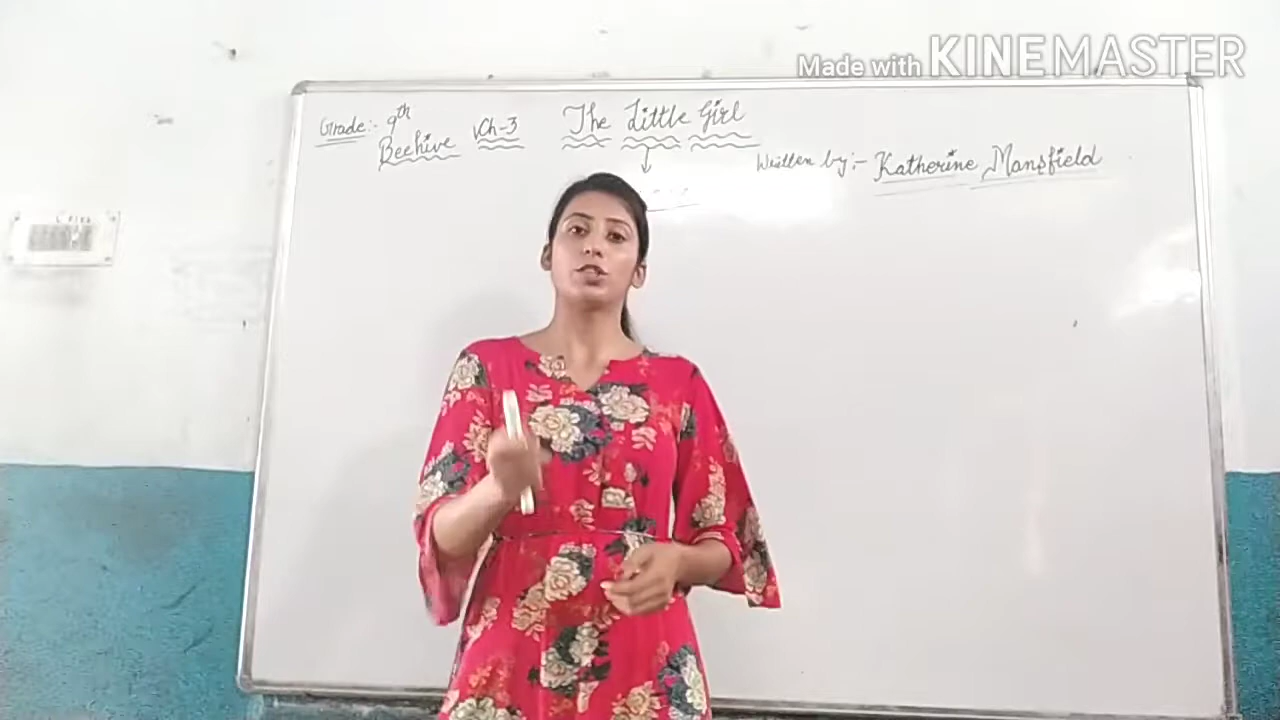 Made with KINEMASTER
Grade:- 9th
Beehive Ch-3 The Little Girl
Written by:- Katherine Mansfield